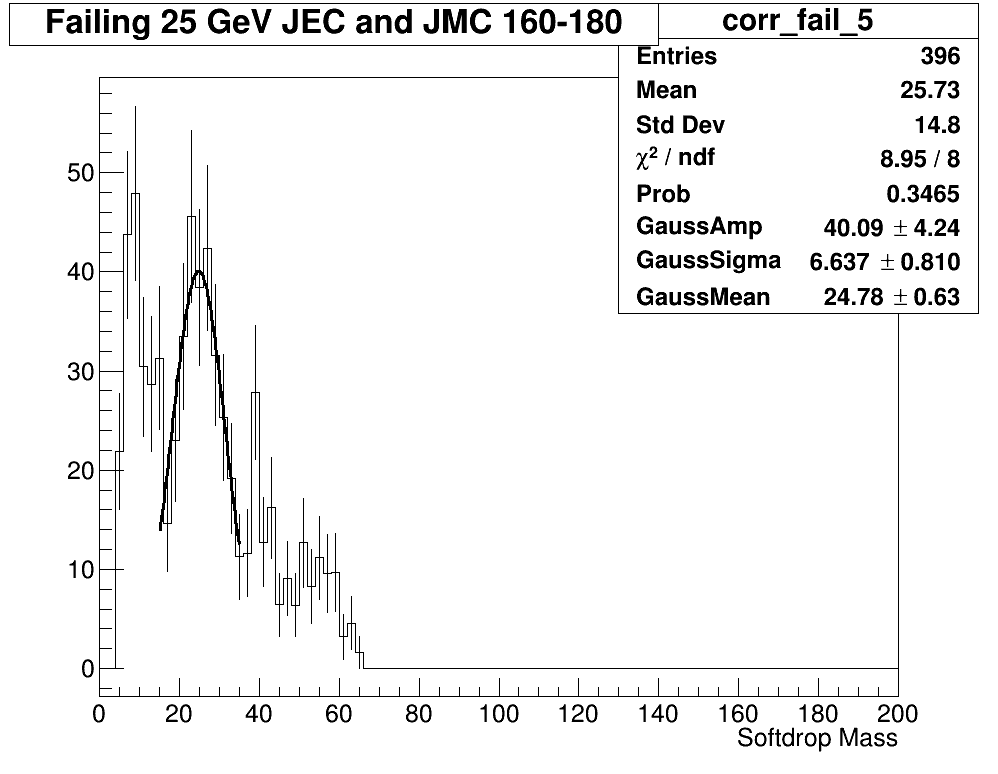 Failing 25 GeV JEC and JMC 160-180
corr_fail_5
Entries 396
Mean 25.73
Std Dev 14.8
χ² / ndf 8.95 / 8
Prob 0.3465
GaussAmp 40.09 ± 4.24
GaussSigma 6.637 ± 0.810
GaussMean 24.78 ± 0.63
50
40
30
20
10
0
0 20 40 60 80 100 120 140 160 180 200
Softdrop Mass